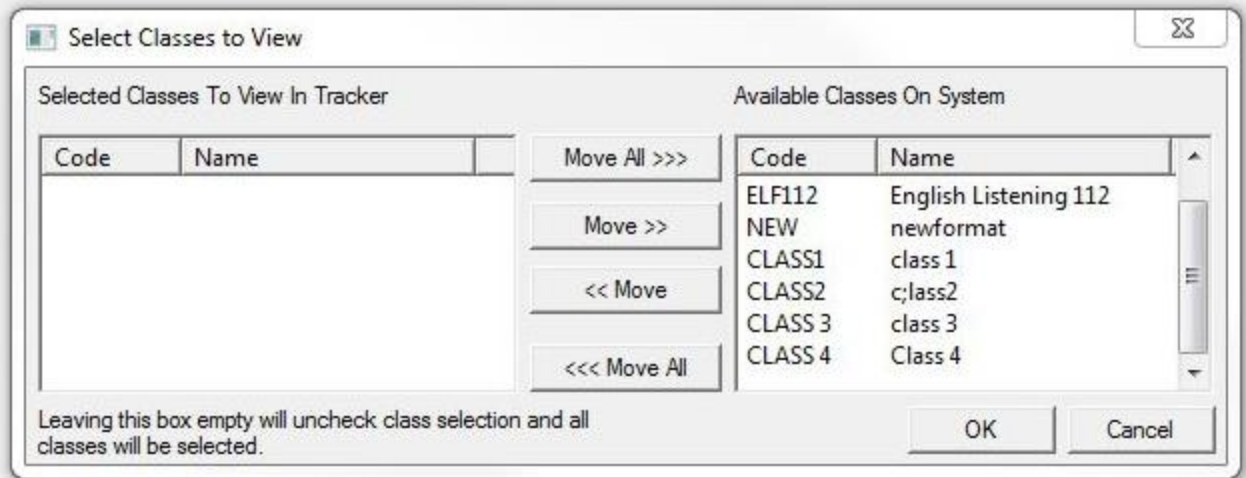 Select Classes to View
Selected Classes To View In Tracker
Available Classes On System
Code Name
Move All >>>
Move >>
<< Move
<<< Move All
Code Name
ELF112 English Listening 112
NEW newformat
CLASS1 class 1
CLASS2 c;lass2
CLASS 3 class 3
CLASS 4 Class 4
Leaving this box empty will uncheck class selection and all
classes will be selected.
OK
Cancel